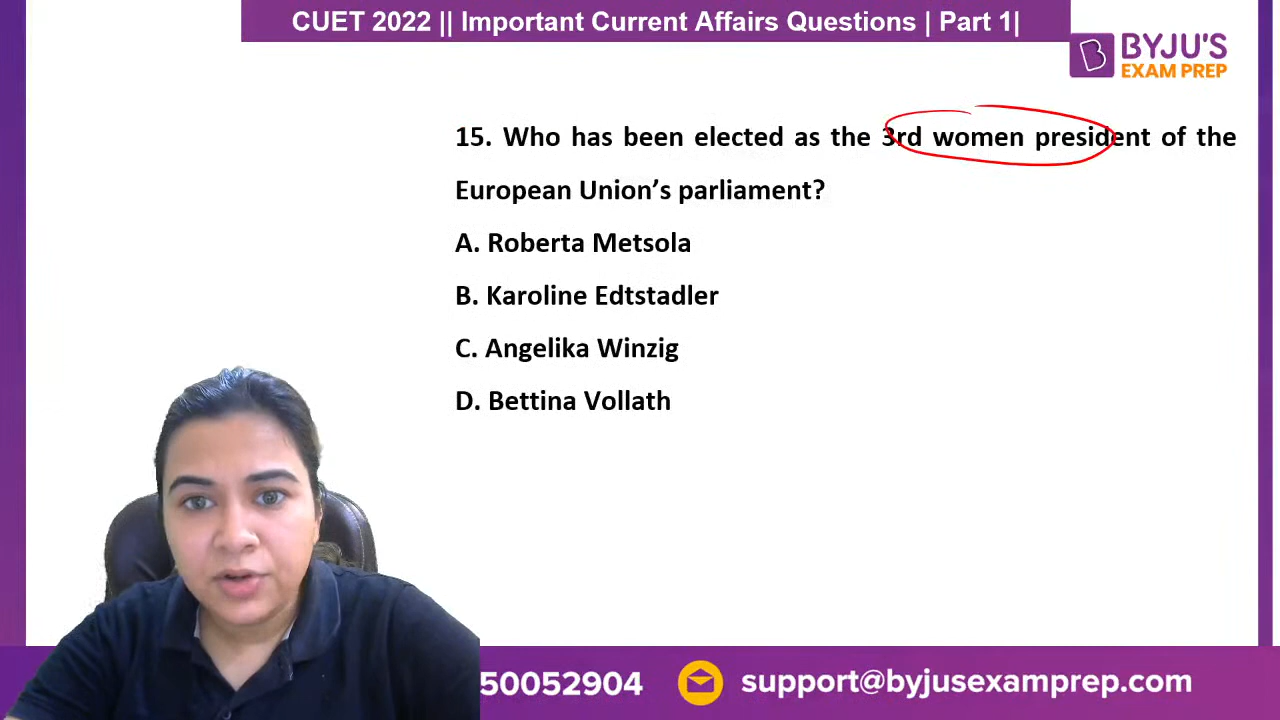 CUET 2022 || Important Current Affairs Questions | Part 1|
BYJU'S
EXAM PREP
15. Who has been elected as the 3rd women president of the
European Union’s parliament?
A. Roberta Metsola
B. Karoline Edtstadler
C. Angelika Winzig
D. Bettina Vollath
50052904
support@byjusexamprep.com